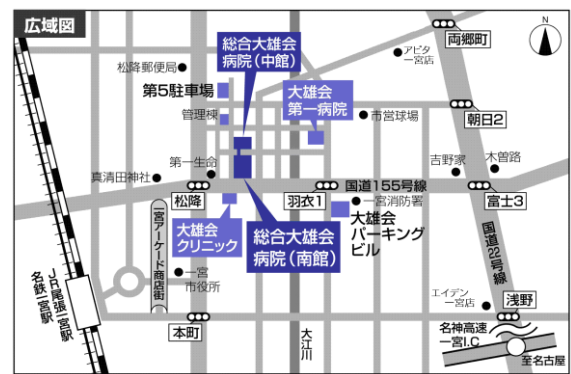 広域図
N
両郷町
アピタ
一宮店
総合大雄会
病院(中館)
松降郵便局
第5駐車場
大雄会
第一病院
管理棟
市営球場
朝日2
第一生命
吉野家
木曽路
真清田神社
松降
羽衣1
国道155号線
富士3
一宮消防署
大雄会
パーキング
ビル
大雄会
クリニック
総合大雄会
病院(南館)
一宮アーケード商店街
国道22号線
一宮
市役所
JR尾張一宮駅
名鉄一宮駅
エイデン
一宮店
浅野
本町
大江川
名神高速
一宮I.C
至名古屋